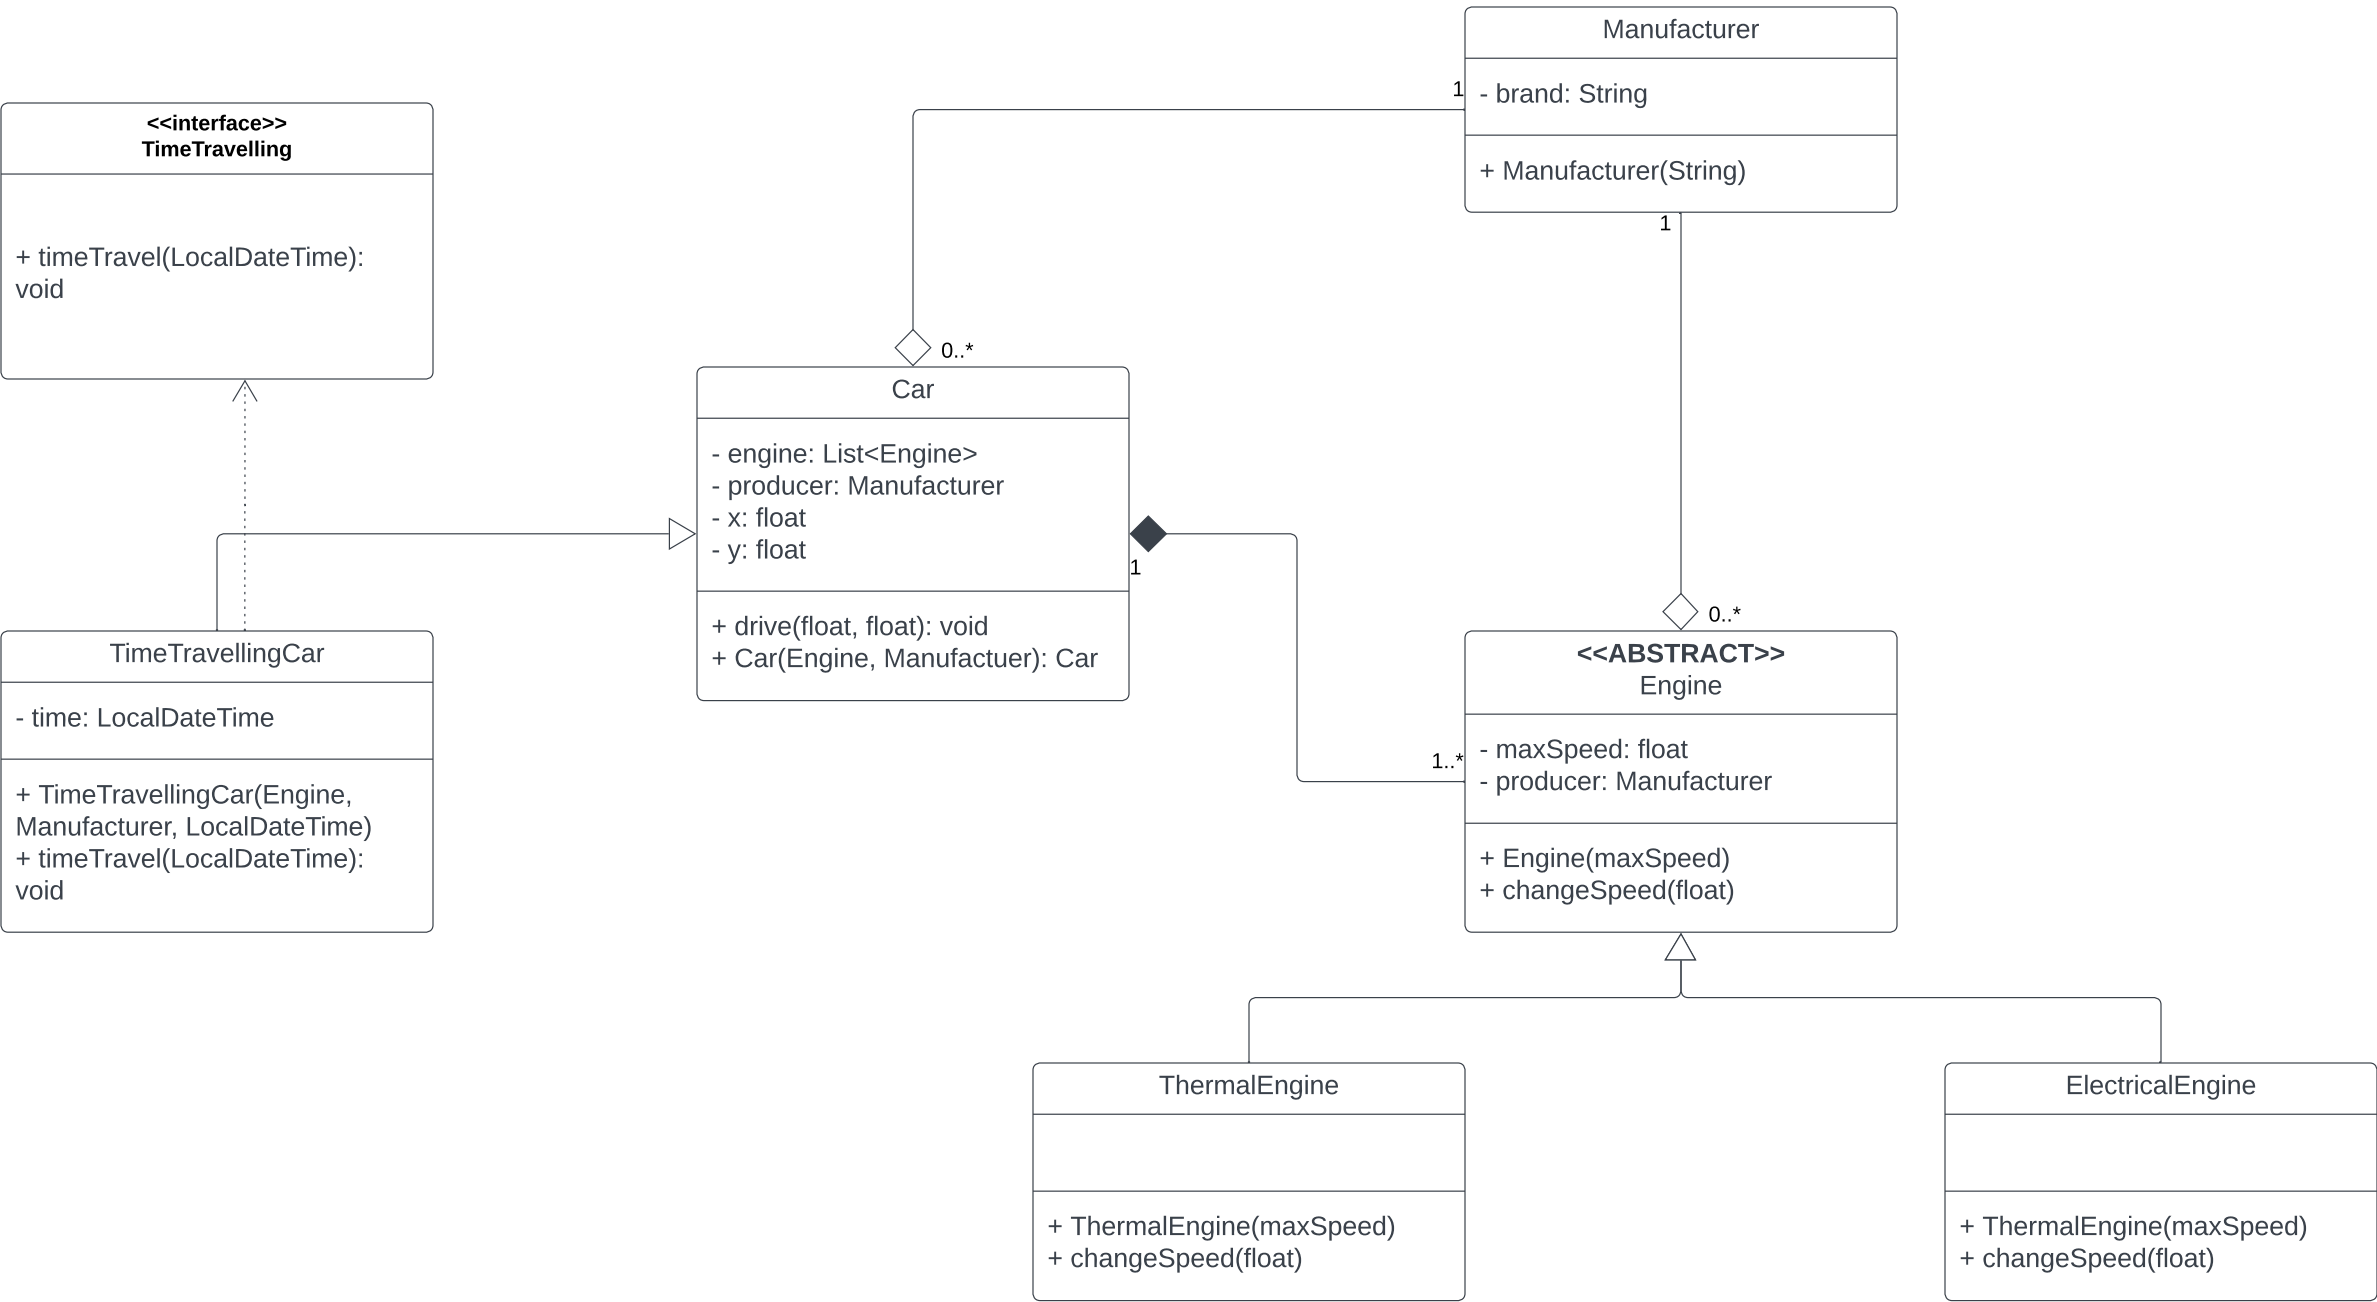 Manufacturer
- brand: String
+ Manufacturer(String)
1
1
<<interface>>
TimeTravelling
+ timeTravel(LocalDateTime):
void
0..*
Car
- engine: List<Engine>
- producer: Manufacturer
- x: float
- y: float
+ drive(float, float): void
+ Car(Engine, Manufactuer): Car
1
0..*
<<ABSTRACT>>
Engine
- maxSpeed: float
- producer: Manufacturer
+ Engine(maxSpeed)
+ changeSpeed(float)
1..*
TimeTravellingCar
- time: LocalDateTime
+ TimeTravellingCar(Engine,
Manufacturer, LocalDateTime)
+ timeTravel(LocalDateTime):
void
ThermalEngine
+ ThermalEngine(maxSpeed)
+ changeSpeed(float)
ElectricalEngine
+ ThermalEngine(maxSpeed)
+ changeSpeed(float)